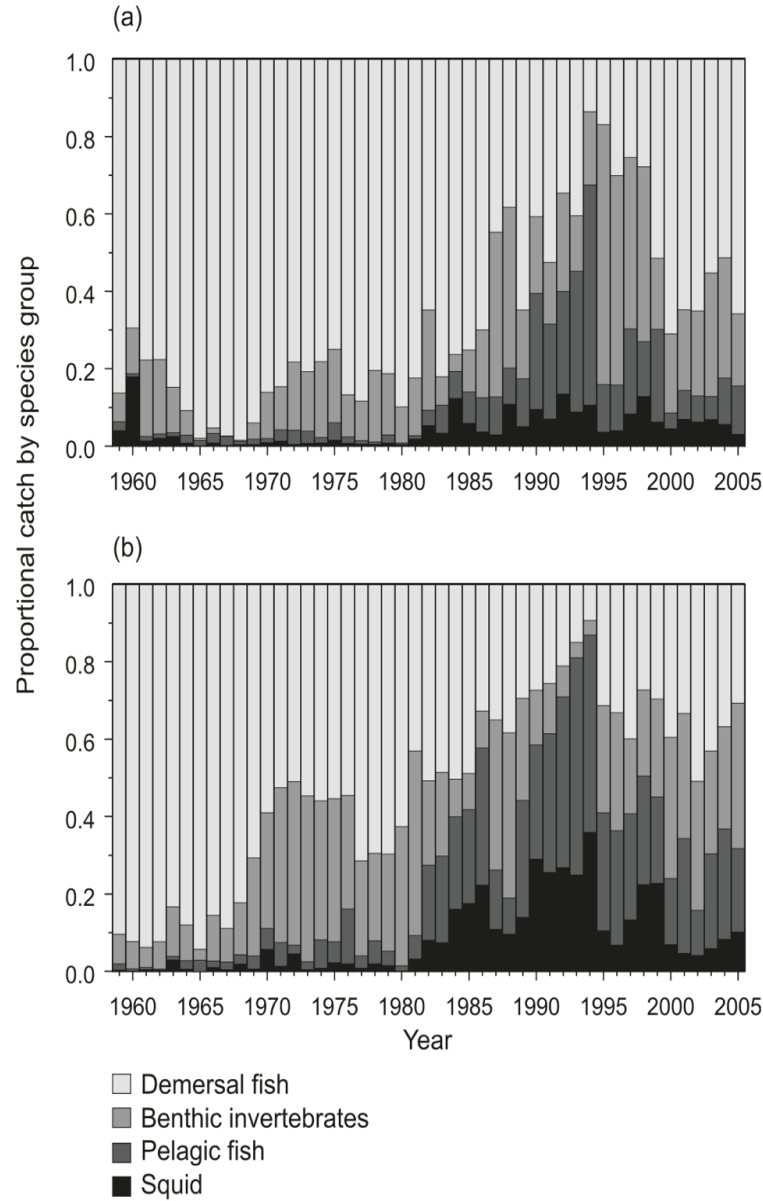 (a)
1.0
0.8
0.6
0.4
0.2
0.0
1960 1965 1970 1975 1980 1985 1990 1995 2000 2005
Proportional catch by species group
(b)
1.0
0.8
0.6
0.4
0.2
0.0
1960 1965 1970 1975 1980 1985 1990 1995 2000 2005
Year
Demersal fish
Benthic invertebrates
Pelagic fish
Squid